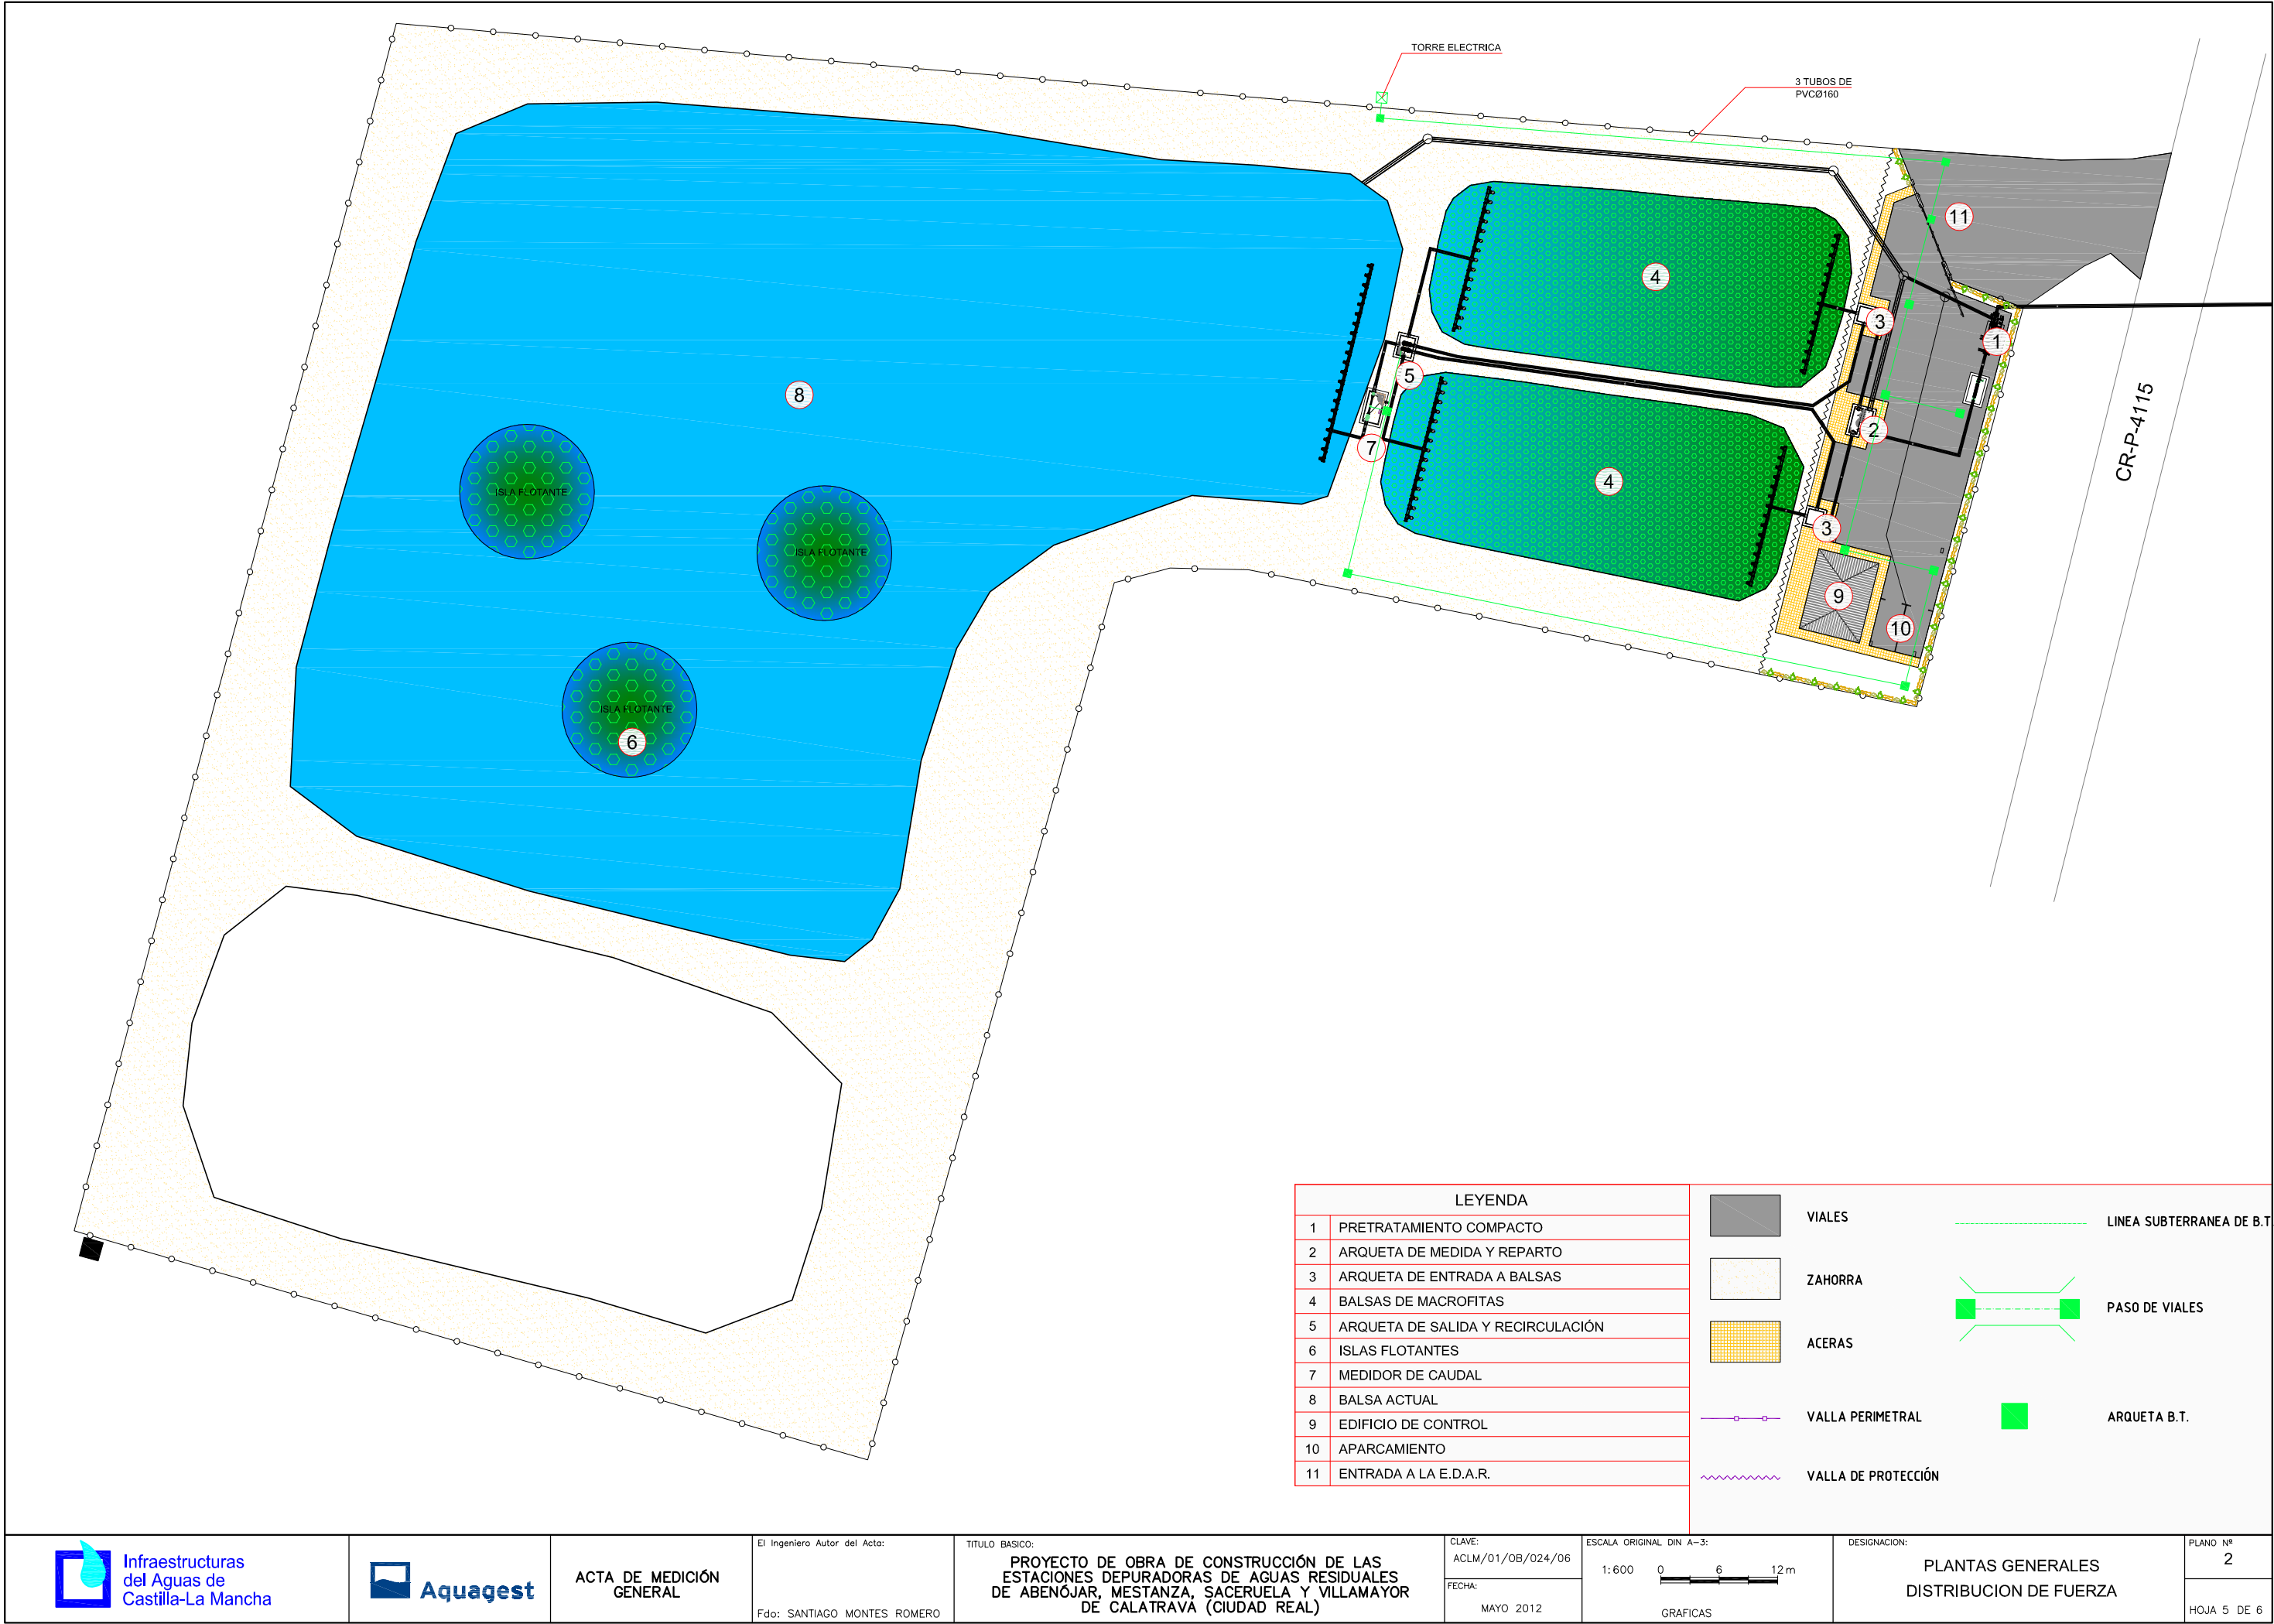 TORRE ELECTRICA
3 TUBOS DE
PVCØ160
11
4
3
1
8
5
2
7
CR-P-4115
4
ISLA FLOTANTE
3
ISLA FLOTANTE
9
10
ISLA FLOTANTE
6
LEYENDA
1 PRETRATAMIENTO COMPACTO
2 ARQUETA DE MEDIDA Y REPARTO
3 ARQUETA DE ENTRADA A BALSAS
4 BALSAS DE MACROFITAS
5 ARQUETA DE SALIDA Y RECIRCULACIÓN
6 ISLAS FLOTANTES
7 MEDIDOR DE CAUDAL
8 BALSA ACTUAL
9 EDIFICIO DE CONTROL
10 APARCAMIENTO
11 ENTRADA A LA E.D.A.R.
VIALES
ZAHORRA
ACERAS
VALLA PERIMETRAL
VALLA DE PROTECCIÓN
LINEA SUBTERRANEA DE B.T
PASO DE VIALES
ARQUETA B.T.
Infraestructuras
del Aguas de
Castilla-La Mancha
Aquagest
ACTA DE MEDICIÓN
GENERAL
El Ingeniero Autor del Acta:
Fdo: SANTIAGO MONTES ROMERO
TITULO BASICO:
PROYECTO DE OBRA DE CONSTRUCCIÓN DE LAS
ESTACIONES DEPURADORAS DE AGUAS RESIDUALES
DE ABENÓJAR, MESTANZA, SACERUELA Y VILLAMAYOR
DE CALATRAVA (CIUDAD REAL)
CLAVE:
ACLM/01/OB/024/06
FECHA:
MAYO 2012
ESCALA ORIGINAL DIN A-3:
1:600 0 6 12 m
GRAFICAS
DESIGNACION:
PLANTAS GENERALES
DISTRIBUCION DE FUERZA
PLANO Nº
2
HOJA 5 DE 6